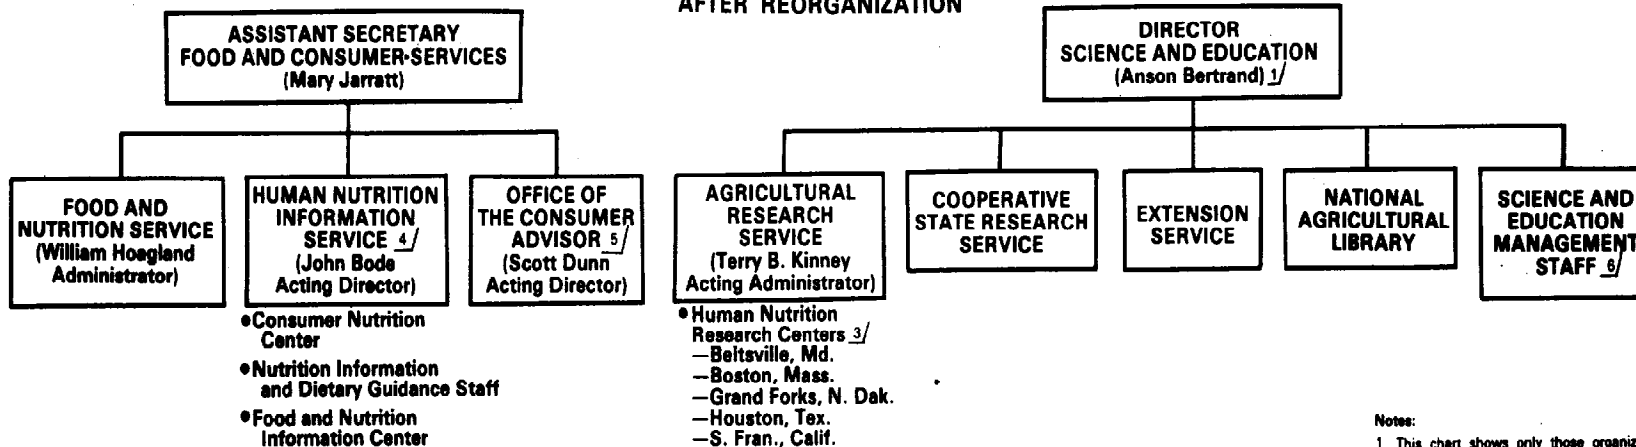 AFTER REORGANIZATION
ASSISTANT SECRETARY
FOOD AND CONSUMER SERVICES
(Mary Jarratt)
DIRECTOR
SCIENCE AND EDUCATION
(Anson Bertrand) 1/
FOOD AND
NUTRITION SERVICE
(William Hoagland
Administrator)
HUMAN NUTRITION
INFORMATION
SERVICE 4/
(John Bode
Acting Director)
•Consumer Nutrition
Center
•Nutrition Information
and Dietary Guidance Staff
•Food and Nutrition
Information Center
OFFICE OF
THE CONSUMER
ADVISOR 5/
(Scott Dunn
Acting Director)
AGRICULTURAL
RESEARCH
SERVICE
(Terry B. Kinney
Acting Administrator)
•Human Nutrition
Research Centers 3/
—Beltsville, Md.
—Boston, Mass.
—Grand Forks, N. Dak.
—Houston, Tex.
—S. Fran., Calif.
COOPERATIVE
STATE RESEARCH
SERVICE
EXTENSION
SERVICE
NATIONAL
AGRICULTURAL
LIBRARY
SCIENCE AND
EDUCATION
MANAGEMENT
STAFF 6/
Notes:
1 This chart shows only those